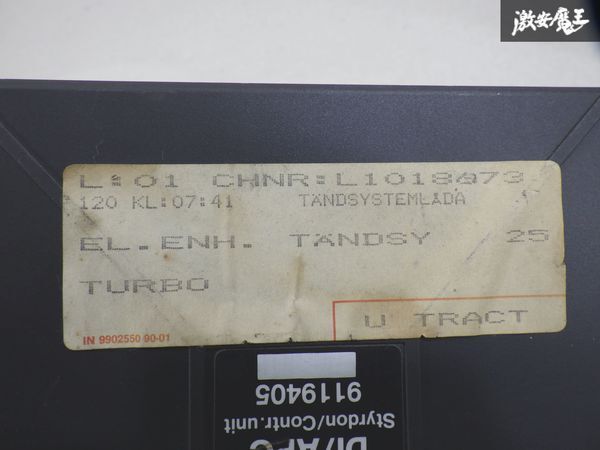 激安魔王
L:01 CHNR:L1018473
120 KL:07:41 TÄNDSYSTEMLÅDA
EL.ENH. TÄNDSY 25
TURBO
U TRACT
IN 9902550 90-01
DI/APC
Styrdon/Contr.unit
9119405